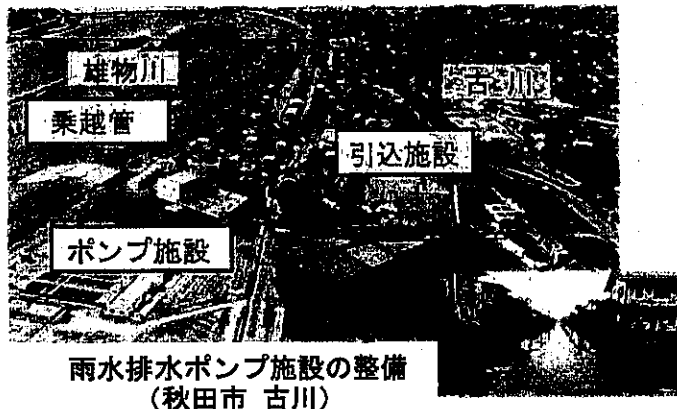 雄物川
古川
乗越管
引込施設
ポンプ施設
雨水排水ポンプ施設の整備
(秋田市 古川)